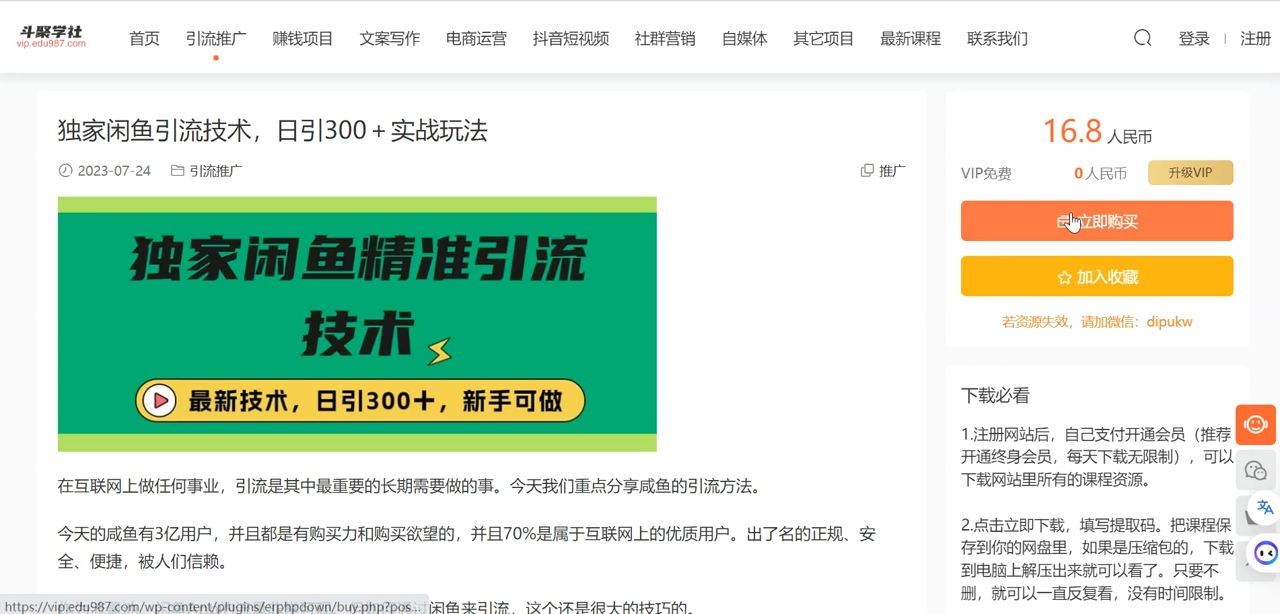 斗聚学社
vip.edu987.com
首页 引流推广 赚钱项目 文案写作 电商运营 抖音短视频 社群营销 自媒体 其它项目 最新课程 联系我们
登录 | 注册
独家闲鱼引流技术，日引300＋实战玩法
2023-07-24 引流推广
推广
独家闲鱼精准引流
技术
最新技术，日引300＋，新手可做
在互联网上做任何事业，引流是其中最重要的长期需要做的事。今天我们重点分享咸鱼的引流方法。
今天的咸鱼有3亿用户，并且都是有购买力和购买欲望的，并且70%是属于互联网上的优质用户。出了名的正规、安
全、便捷，被人们信赖。
闲鱼来引流，这个还是很大的技巧的。
https://vip.edu987.com/wp-content/plugins/erphpdown/buy.php?pos...
16.8 人民币
VIP免费 0人民币 升级VIP
立即购买
加入收藏
若资源失效，请加微信：dipukw
下载必看
1.注册网站后，自己支付开通会员（推荐
开通终身会员，每天下载无限制），可以
下载网站里所有的课程资源。
2.点击立即下载，填写提取码。把课程保
存到你的网盘里，如果是压缩包的，下载
到电脑上解压出来就可以看了。只要不
删，就可以一直反复看，没有时间限制。